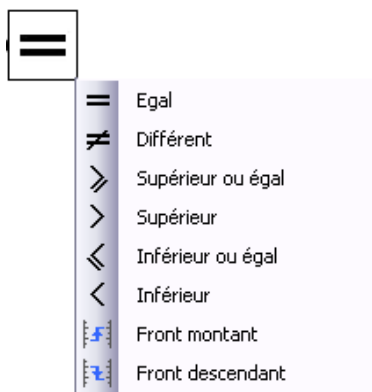 =
= Egal
≠ Différent
⩾ Supérieur ou égal
> Supérieur
⩽ Inférieur ou égal
< Inférieur
Front montant
Front descendant